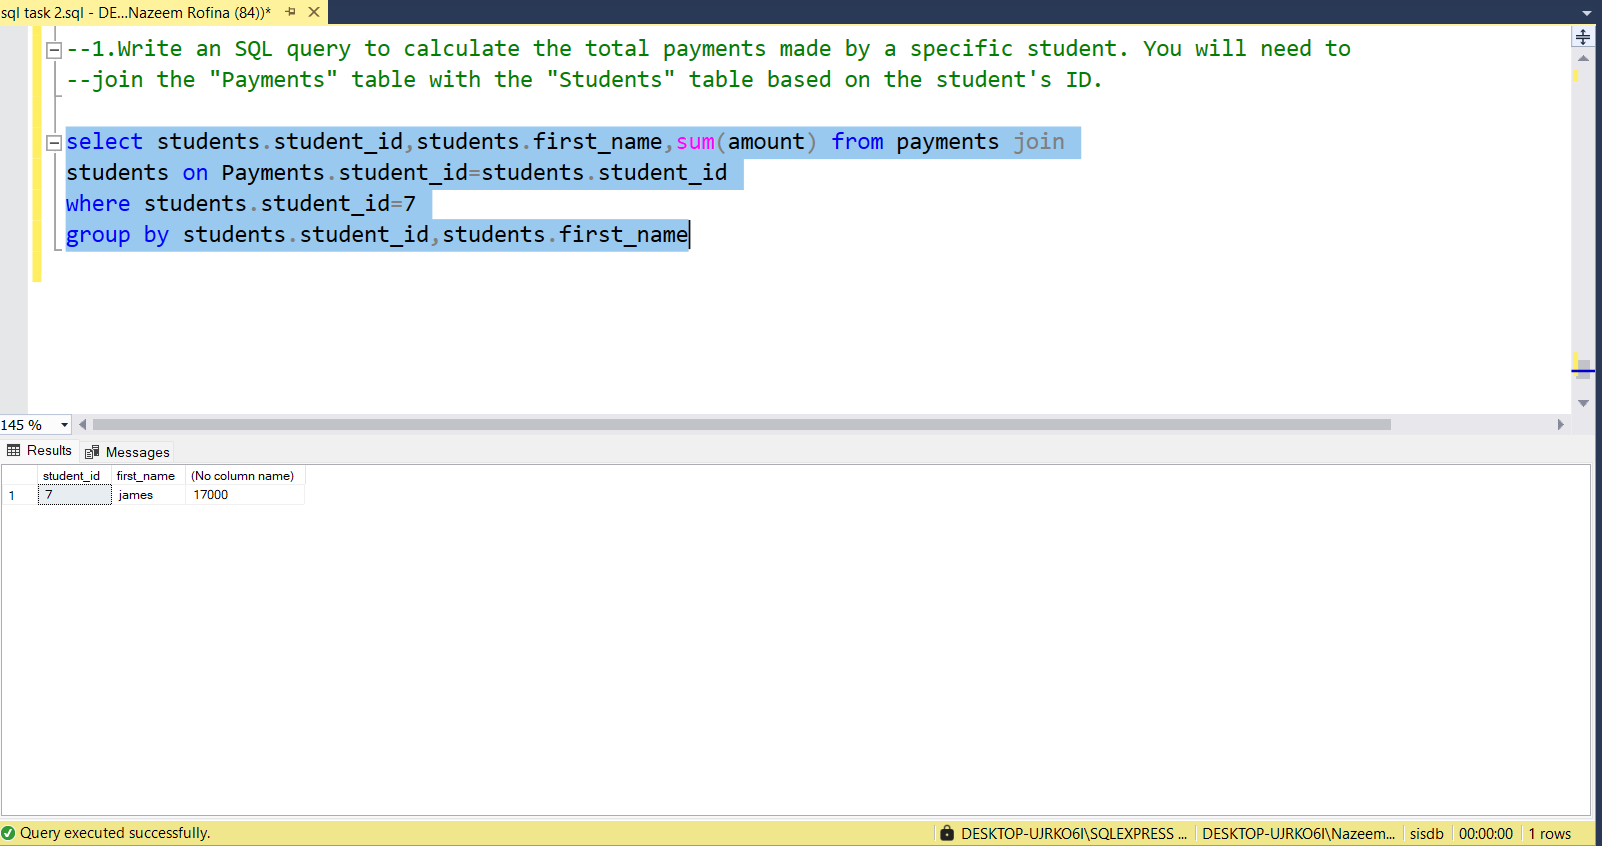 sql task 2.sql - DE...Nazeem Rofina (84))*
--1.Write an SQL query to calculate the total payments made by a specific student. You will need to
--join the "Payments" table with the "Students" table based on the student's ID.
select students.student_id,students.first_name,sum(amount) from payments join
students on Payments.student_id=students.student_id
where students.student_id=7
group by students.student_id,students.first_name
145 %
Results Messages
student_id first_name (No column name)
1 7 james 17000
Query executed successfully. DESKTOP-UJRKO6I\SQLEXPRESS ... DESKTOP-UJRKO6I\Nazeem... sisdb 00:00:00 1 rows